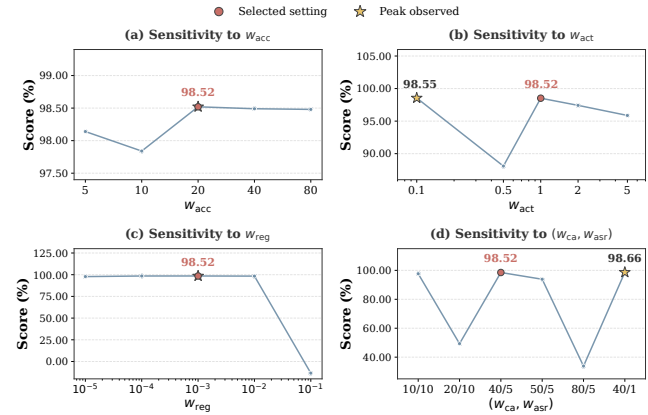 Selected setting Peak observed
(a) Sensitivity to w_acc
98.52
99.00
98.50
98.00
97.50
Score (%)
5 10 20 40 80
w_acc
(b) Sensitivity to w_act
98.55
98.52
105.00
100.00
95.00
90.00
Score (%)
0.1 0.5 1 2 5
w_act
(c) Sensitivity to w_reg
98.52
125.00
100.00
75.00
50.00
25.00
0.00
Score (%)
10⁻⁵ 10⁻⁴ 10⁻³ 10⁻² 10⁻¹
w_reg
(d) Sensitivity to (w_ca, w_asr)
98.52
98.66
100.00
80.00
60.00
40.00
Score (%)
10/10 20/10 40/5 50/5 80/5 40/1
(w_ca, w_asr)